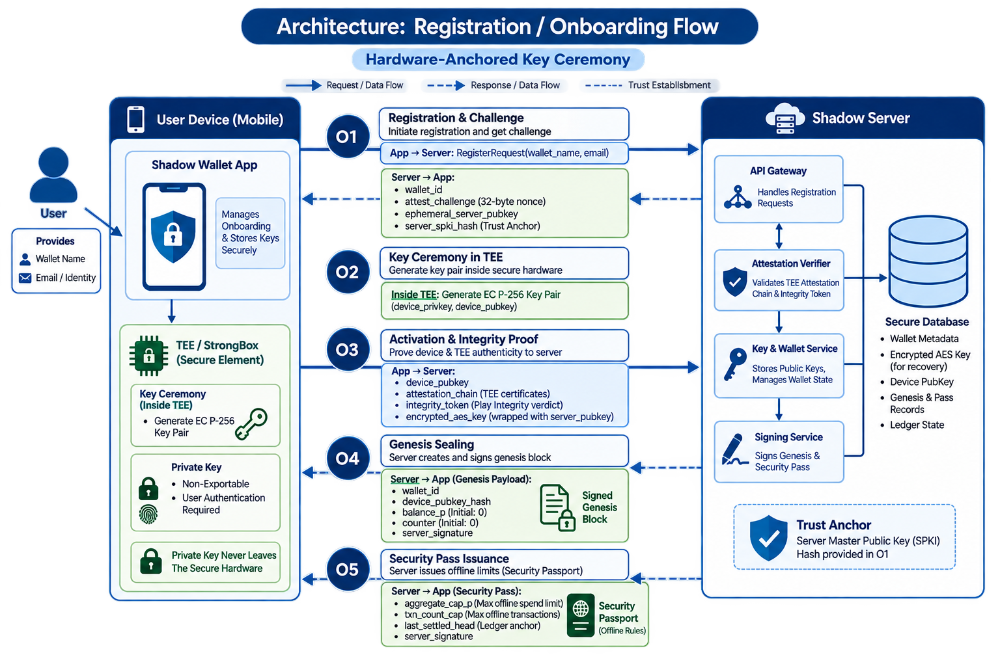 Architecture: Registration / Onboarding Flow
Hardware-Anchored Key Ceremony
Request / Data Flow
Response / Data Flow
Trust Establlsbment
User
Provides
Wallet Name
Email / Identity
User Device (Mobile)
Shadow Wallet App
Manages
Onboarding
& Stores Keys
Securely
TEE / StrongBox
(Secure Element)
Key Ceremony
(Inside TEE)
• Generate EC P-256
Key Pair
Private Key
• Non-Exportable
• User Authentication
Required
Private Key Never Leaves
The Secure Hardware
01
Registration & Challenge
Initiate registration and get challenge
App → Server: RegisterRequest(wallet_name, email)
Server → App:
• wallet_id
• attest_challenge (32-byte nonce)
• ephemeral_server_pubkey
• server_spki_hash (Trust Anchor)
02
Key Ceremony in TEE
Generate key pair inside secure hardware
Inside TEE: Generate EC P-256 Key Pair
(device_privkey, device_pubkey)
03
Activation & Integrity Proof
Prove device & TEE authenticity to server
App → Server:
• device_pubkey
• attestation_chain (TEE certificates)
• integrity_token (Play Integrity verdict)
• encrypted_aes_key (wrapped with server_pubkey)
04
Genesis Sealing
Server creates and signs genesis block
Server → App (Genesis Payload):
• wallet_id
• device_pubkey_hash
• balance_p (Initial: 0)
• counter (Initial: 0)
• server_signature
Signed
Genesis
Block
05
Security Pass Issuance
Server issues offline limits (Security Passport)
Server → App (Security Pass):
• aggregate_cap_p (Max offline spend limit)
• txn_count_cap (Max offline transactions)
• last_settled_head (Ledger anchor)
• server_signature
Security
Passport
(Offline Rules)
Shadow Server
API Gateway
Handles Registration
Requests
Attestation Verifier
Validates TEE Attestation
Chain & Integrity Token
Key & Wallet Service
Stores Public Keys,
Manages Wallet State
Signing Service
Signs Genesis &
Security Pass
Secure Database
• Wallet Metadata
• Encrypted AES Key
(for recovery)
• Device PubKey
• Genesis & Pass
Records
• Ledger State
Trust Anchor
Server Master Public Key (SPKI)
Hash provided in O1